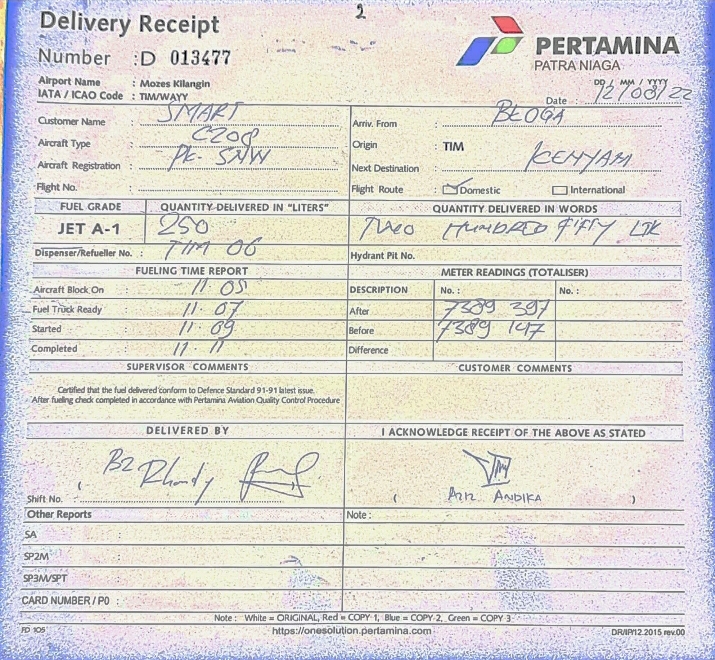 2
Delivery Receipt
Number :D 013477
PERTAMINA
PATRA NIAGA
Airport Name : Mozes Kilangin
IATA / ICAO Code : TIM/WAYY
DD / MM / YYYY
Date : 12/08/22
Customer Name : SMART
Arriv. From BEOGA
Aircraft Type : C208
Origin : TIM
Aircraft Registration : PK-SNW
Next Destination : KENYAM
Flight No. :
Flight Route : Domestic International
FUEL GRADE QUANTITY DELIVERED IN "LITERS" QUANTITY DELIVERED IN WORDS
JET A-1 250 TWO HUNDRED FIFTY LTR
Dispenser/Refueller No. : TIM 06 Hydrant Pit No.
FUELING TIME REPORT METER READINGS (TOTALISER)
Aircraft Block On : 11.05 DESCRIPTION No. : No. :
Fuel Truck Ready : 11.07 After 7389 397
Started : 11.09 Before 7389 147
Completed : 11.11 Difference
SUPERVISOR COMMENTS CUSTOMER COMMENTS
Certified that the fuel delivered conform to Defence Standard 91-91 latest issue.
After fueling check completed in accordance with Pertamina Aviation Quality Control Procedure
DELIVERED BY I ACKNOWLEDGE RECEIPT OF THE ABOVE AS STATED
B2 Rhandy
Shift No. ( ( AZIZ ANDIKA )
Other Reports Note :
SA :
SP2M :
SP3M/SPT :
CARD NUMBER / PO :
Note : White = ORIGINAL, Red = COPY 1, Blue = COPY 2, Green = COPY 3
FD 105 https://onesolution.pertamina.com DR/IP12.2015 rev.00